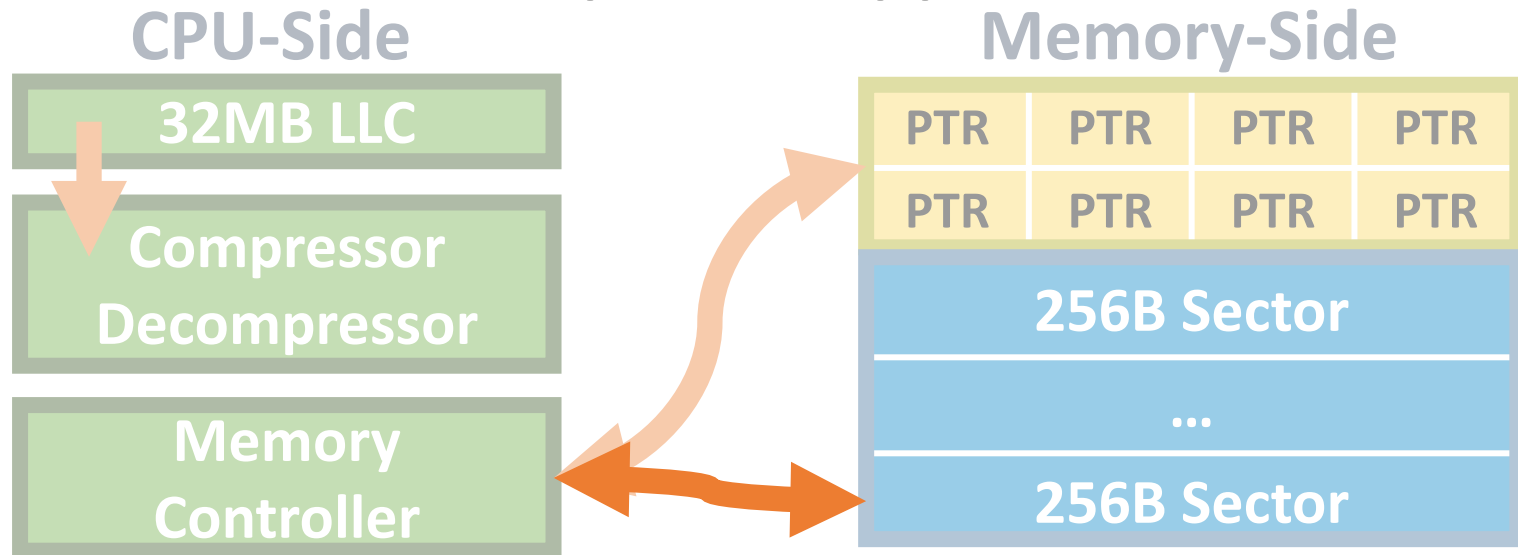 CPU-Side
32MB LLC
Compressor
Decompressor
Memory
Controller
Memory-Side
PTR PTR PTR PTR
PTR PTR PTR PTR
256B Sector
...
256B Sector